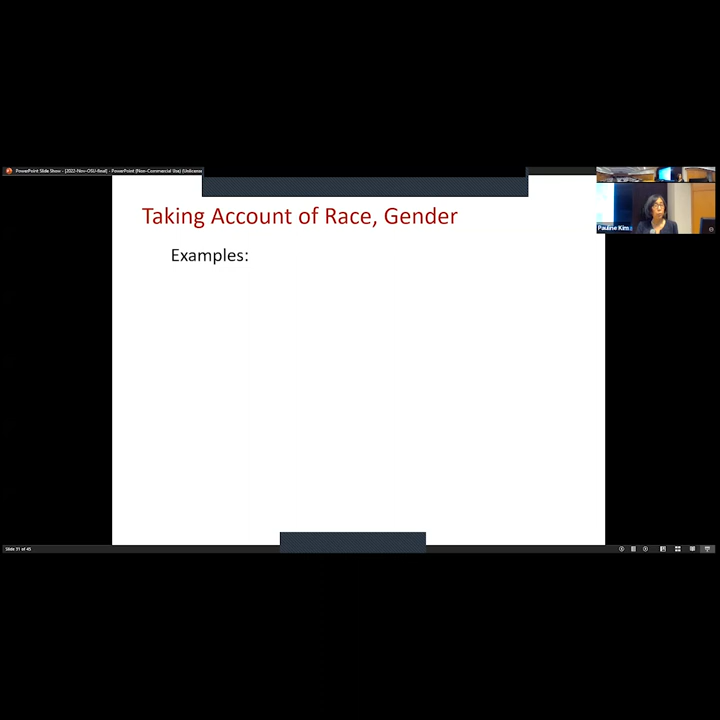 PowerPoint Slide Show - [2022-Nov-OSU-final] - PowerPoint (Non-Commercial Use) (Unlicense
Taking Account of Race, Gender
Examples:
Pauline Kim
Slide 31 of 45